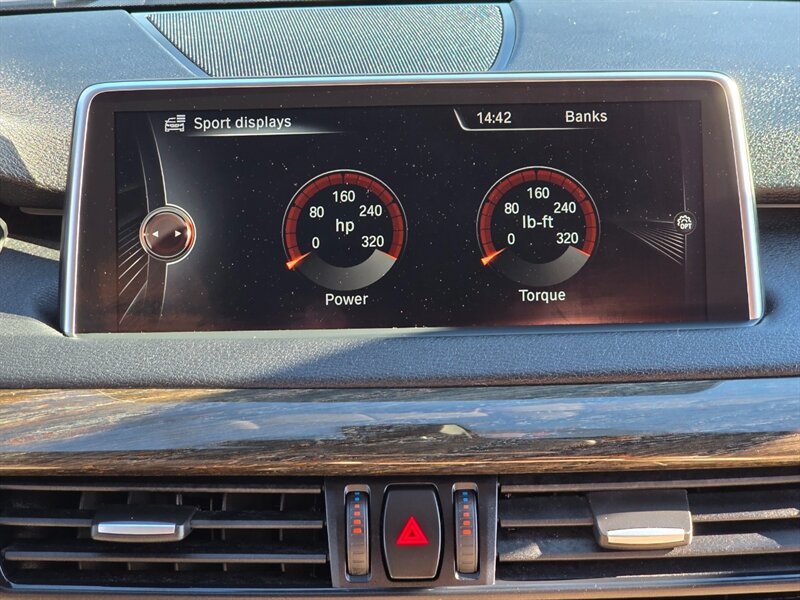 Sport displays
14:42 Banks
160
80 240
hp
0 320
Power
160
80 240
lb-ft
0 320
Torque
OPT